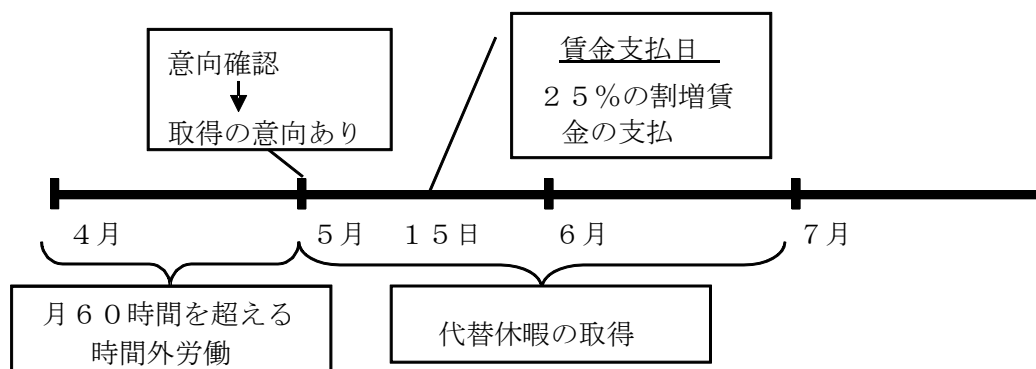 意向確認
取得の意向あり
賃金支払日
２５％の割増賃
金の支払
４月
５月
１５日
６月
７月
月６０時間を超える
時間外労働
代替休暇の取得